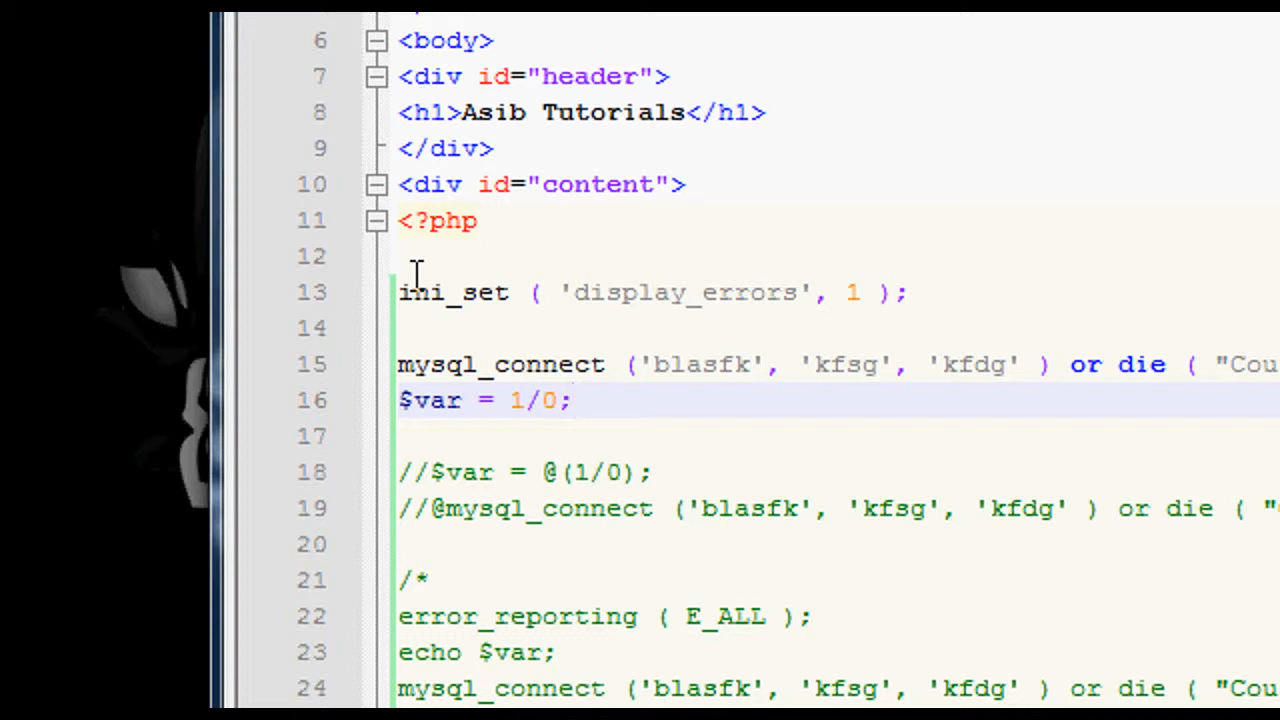 6 <body>
7 <div id="header">
8 <h1>Asib Tutorials</h1>
9 </div>
10 <div id="content">
11 <?php
12
13 ini_set ( 'display_errors', 1 );
14
15 mysql_connect ('blasfk', 'kfsg', 'kfdg' ) or die ( "Cou
16 $var = 1/0;
17
18 //$var = @(1/0);
19 //@mysql_connect ('blasfk', 'kfsg', 'kfdg' ) or die ( "
20
21 /*
22 error_reporting ( E_ALL );
23 echo $var;
24 mysql_connect ('blasfk', 'kfsg', 'kfdg' ) or die ( "Cou